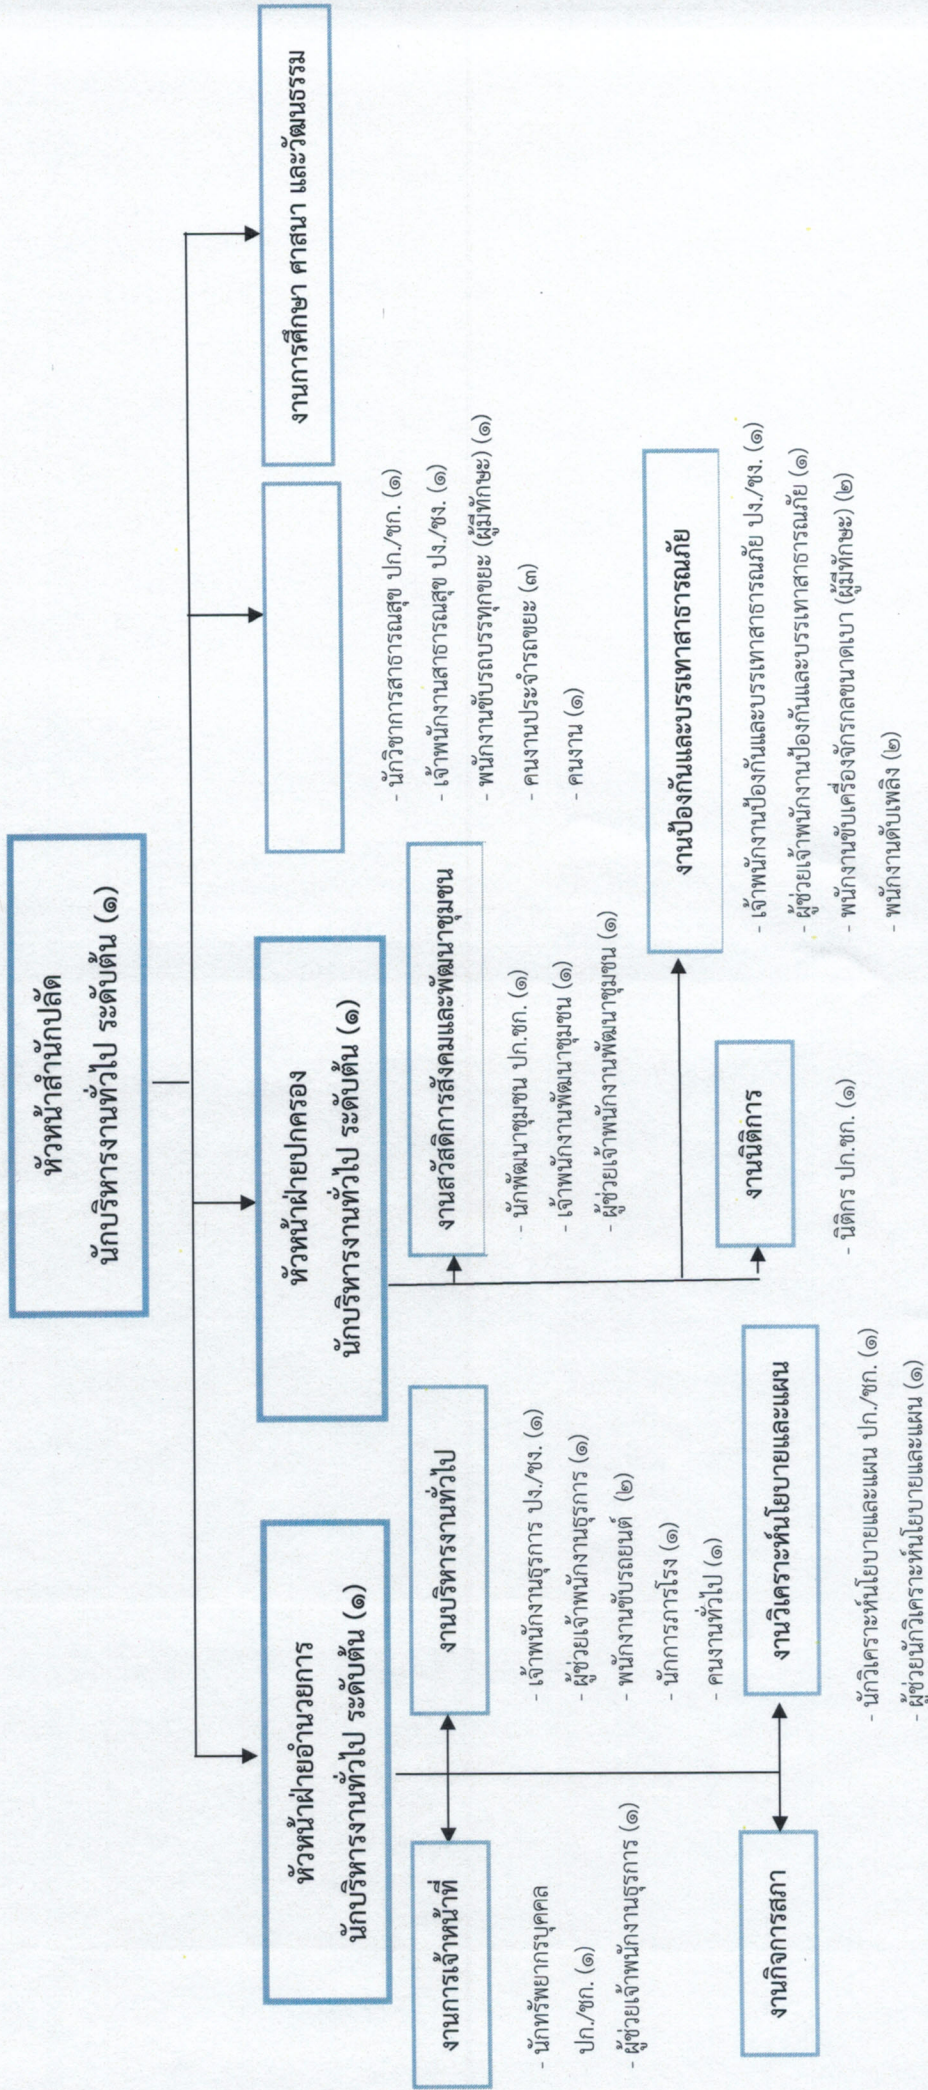 หัวหน้าสำนักปลัด
นักบริหารงานทั่วไป ระดับต้น (๑)
หัวหน้าฝ่ายอำนวยการ
นักบริหารงานทั่วไป ระดับต้น (๑)
หัวหน้าฝ่ายปกครอง
นักบริหารงานทั่วไป ระดับต้น (๑)
งานการศึกษา ศาสนา และวัฒนธรรม
งานการเจ้าหน้าที่
- นักทรัพยากรบุคคล
ปก./ชก. (๑)
- ผู้ช่วยเจ้าพนักงานธุรการ (๑)
งานบริหารงานทั่วไป
- เจ้าพนักงานธุรการ ปง./ชง. (๑)
- ผู้ช่วยเจ้าพนักงานธุรการ (๑)
- พนักงานขับรถยนต์ (๒)
- นักการภารโรง (๑)
- คนงานทั่วไป (๑)
งานสวัสดิการสังคมและพัฒนาชุมชน
- นักพัฒนาชุมชน ปก.ชก. (๑)
- เจ้าพนักงานพัฒนาชุมชน (๑)
- ผู้ช่วยเจ้าพนักงานพัฒนาชุมชน (๑)
- นักวิชาการสาธารณสุข ปก./ชก. (๑)
- เจ้าพนักงานสาธารณสุข ปง./ชง. (๑)
- พนักงานขับรถบรรทุกขยะ (ผู้มีทักษะ) (๑)
- คนงานประจำรถขยะ (๓)
- คนงาน (๑)
งานกิจการสภา
งานวิเคราะห์นโยบายและแผน
- นักวิเคราะห์นโยบายและแผน ปก./ชก. (๑)
- ผู้ช่วยนักวิเคราะห์นโยบายและแผน (๑)
งานนิติการ
- นิติกร ปก.ชก. (๑)
งานป้องกันและบรรเทาสาธารณภัย
- เจ้าพนักงานป้องกันและบรรเทาสาธารณภัย ปง./ชง. (๑)
- ผู้ช่วยเจ้าพนักงานป้องกันและบรรเทาสาธารณภัย (๑)
- พนักงานขับเครื่องจักรกลขนาดเบา (ผู้มีทักษะ) (๒)
- พนักงานดับเพลิง (๒)